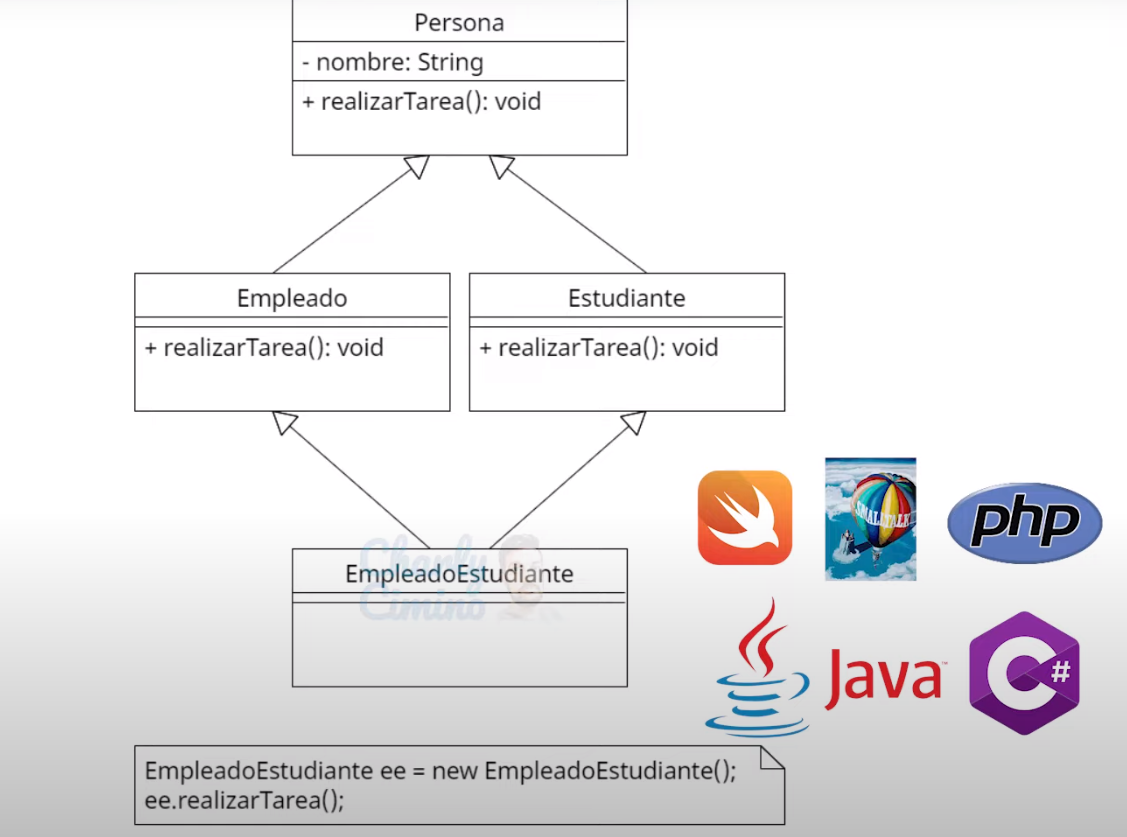 Persona
- nombre: String
+ realizarTarea(): void
Empleado
+ realizarTarea(): void
Estudiante
+ realizarTarea(): void
Charly
Cimino
EmpleadoEstudiante
SMALLTALK
php
Java
C#
EmpleadoEstudiante ee = new EmpleadoEstudiante();
ee.realizarTarea();